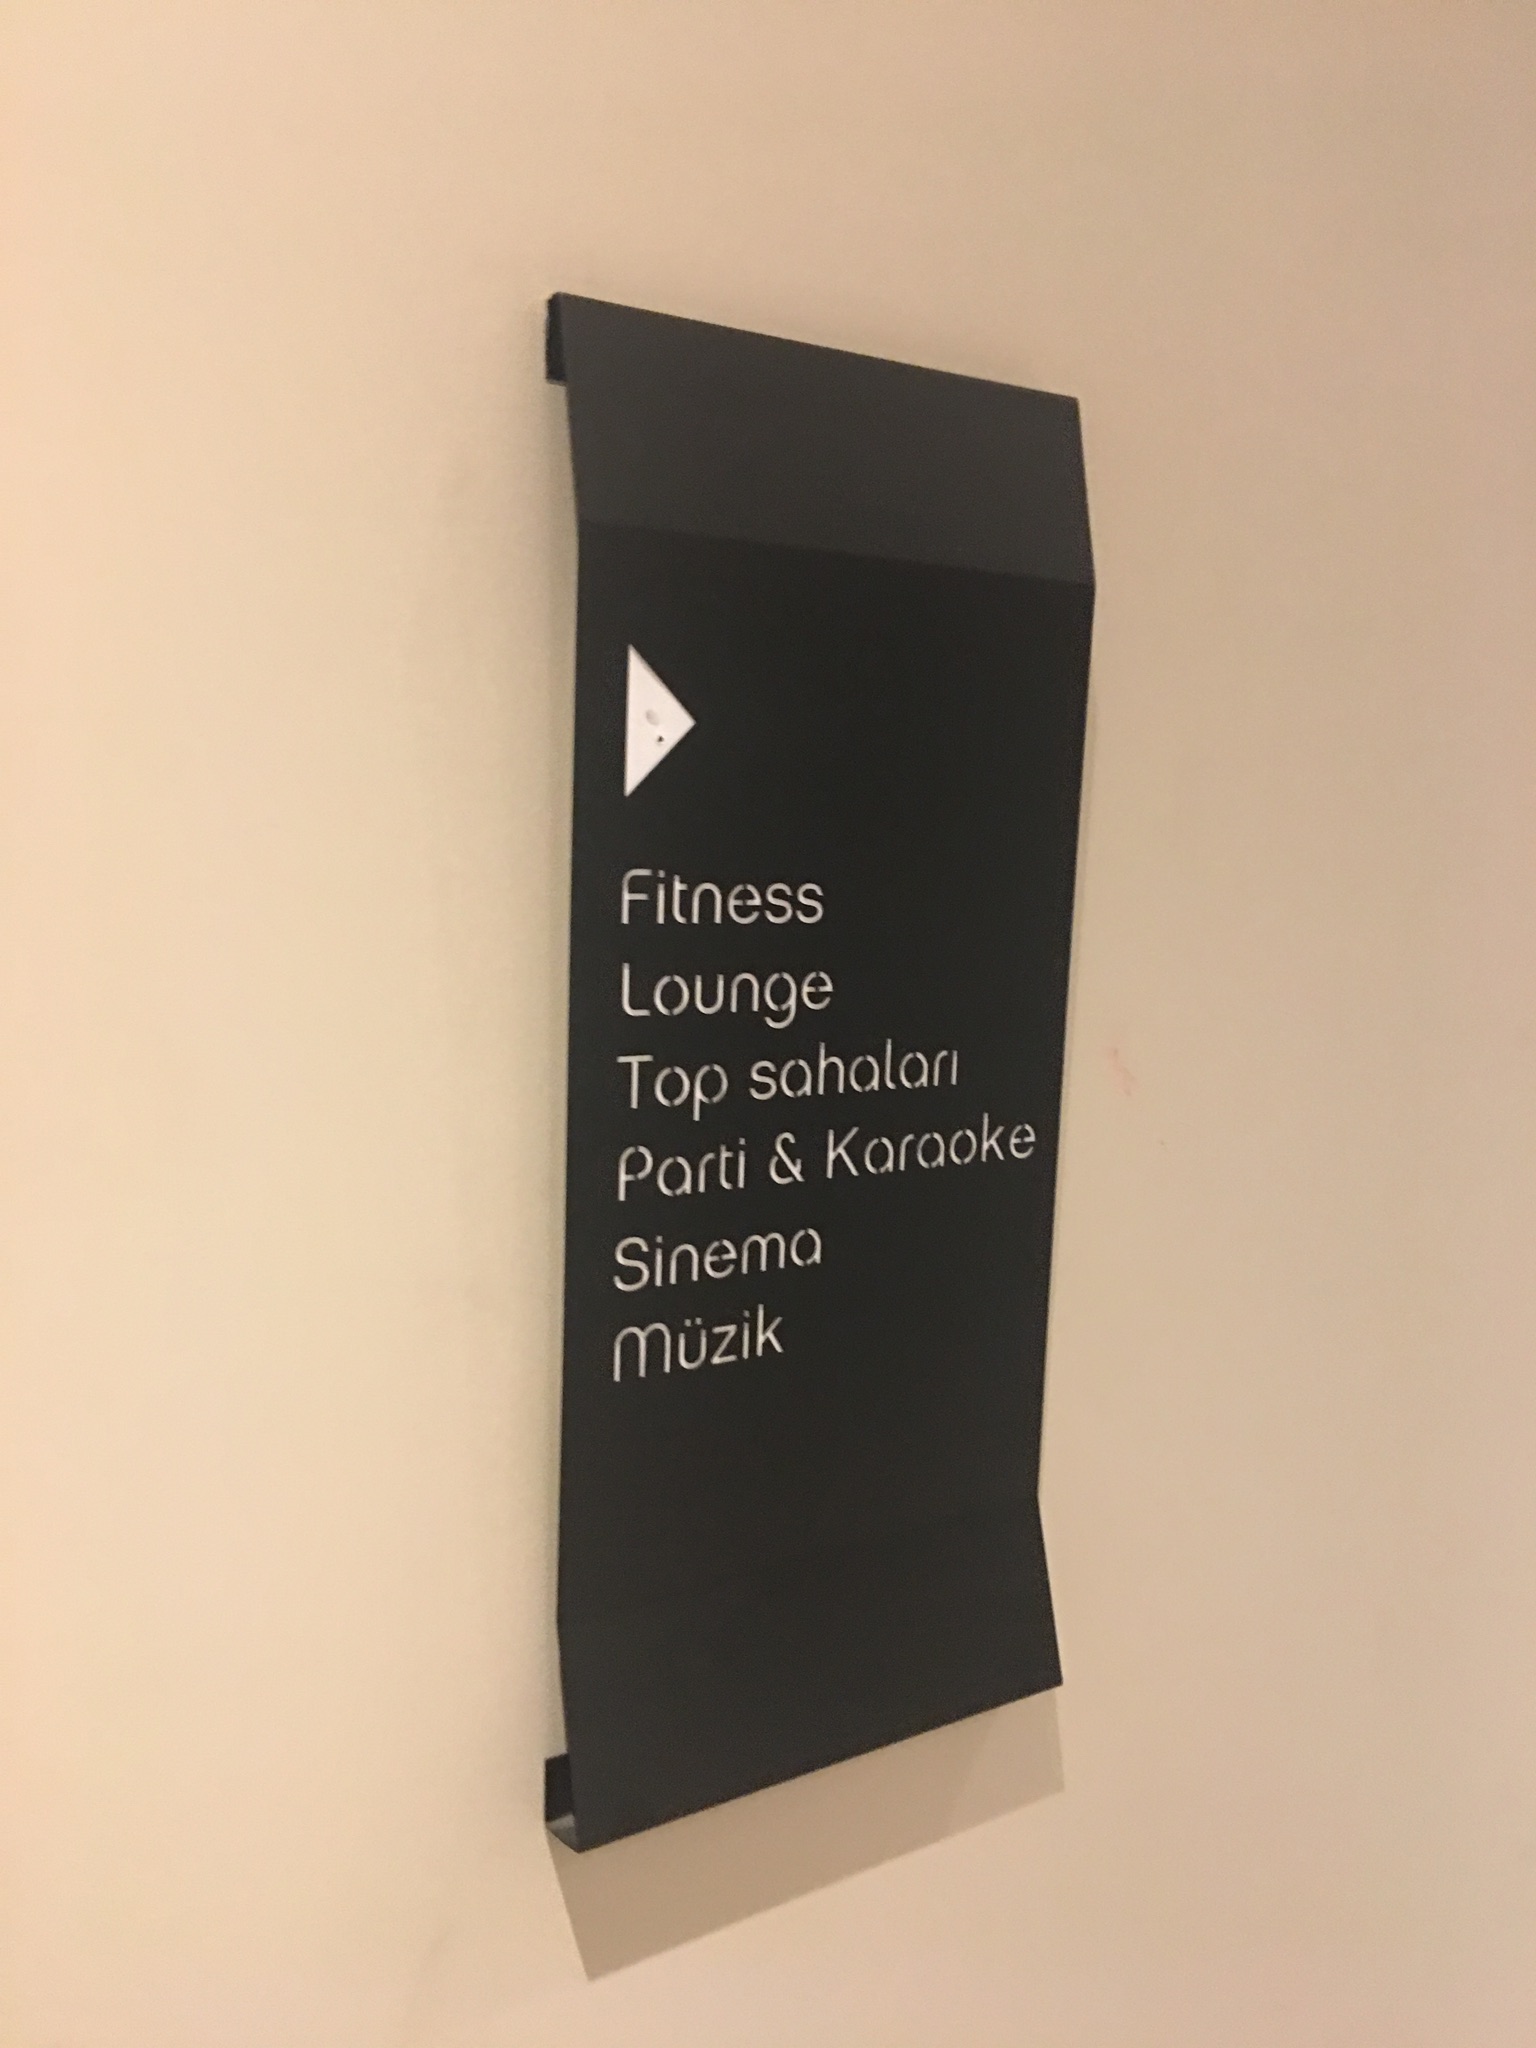 Fitness
Lounge
Top sahaları
Parti & Karaoke
Sinema
Müzik